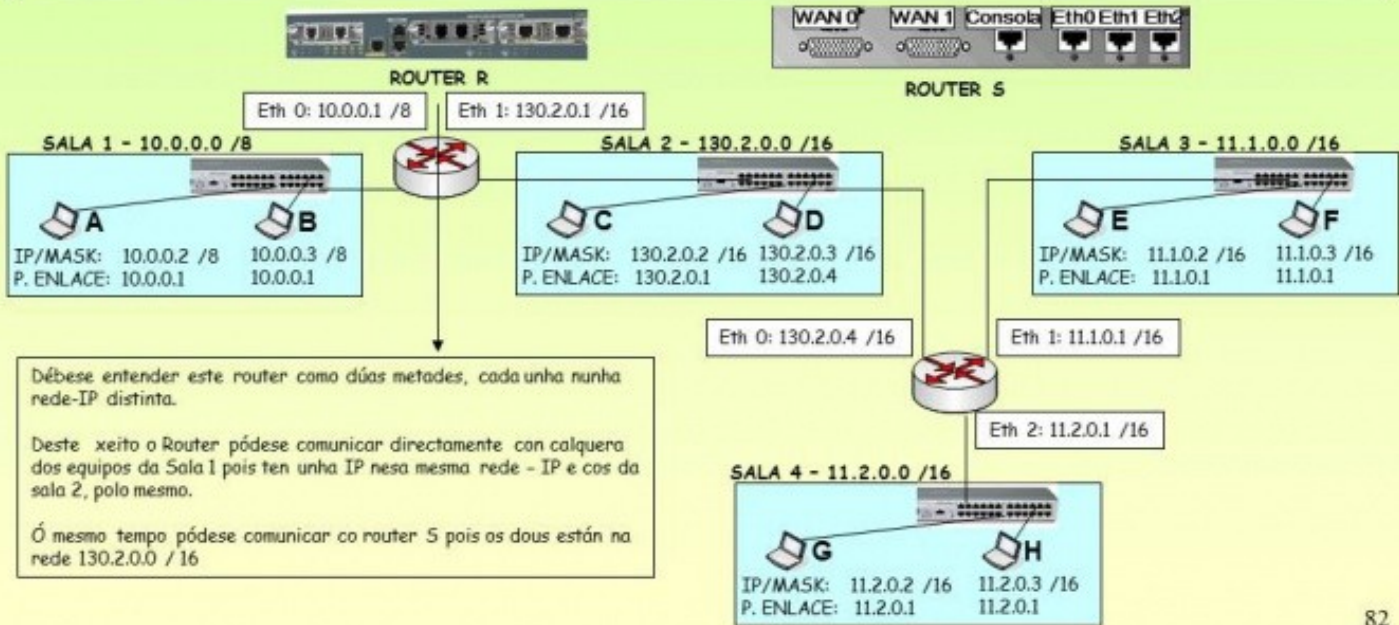 WAN 0 WAN 1 Consola Eth0 Eth1 Eth2
ROUTER R
ROUTER S
Eth 0: 10.0.0.1 /8
Eth 1: 130.2.0.1 /16
SALA 1 - 10.0.0.0 /8
A
B
IP/MASK: 10.0.0.2 /8 10.0.0.3 /8
P. ENLACE: 10.0.0.1 10.0.0.1
SALA 2 - 130.2.0.0 /16
C
D
IP/MASK: 130.2.0.2 /16 130.2.0.3 /16
P. ENLACE: 130.2.0.1 130.2.0.4
SALA 3 - 11.1.0.0 /16
E
F
IP/MASK: 11.1.0.2 /16 11.1.0.3 /16
P. ENLACE: 11.1.0.1 11.1.0.1
Eth 0: 130.2.0.4 /16
Eth 1: 11.1.0.1 /16
Eth 2: 11.2.0.1 /16
Débese entender este router como dúas metades, cada unha nunha
rede-IP distinta.
Deste xeito o Router pódese comunicar directamente con calquera
dos equipos da Sala 1 pois ten unha IP nesa mesma rede - IP e cos da
sala 2, polo mesmo.
Ó mesmo tempo pódese comunicar co router S pois os dous están na
rede 130.2.0.0 / 16
SALA 4 - 11.2.0.0 /16
G
H
IP/MASK: 11.2.0.2 /16 11.2.0.3 /16
P. ENLACE: 11.2.0.1 11.2.0.1
82